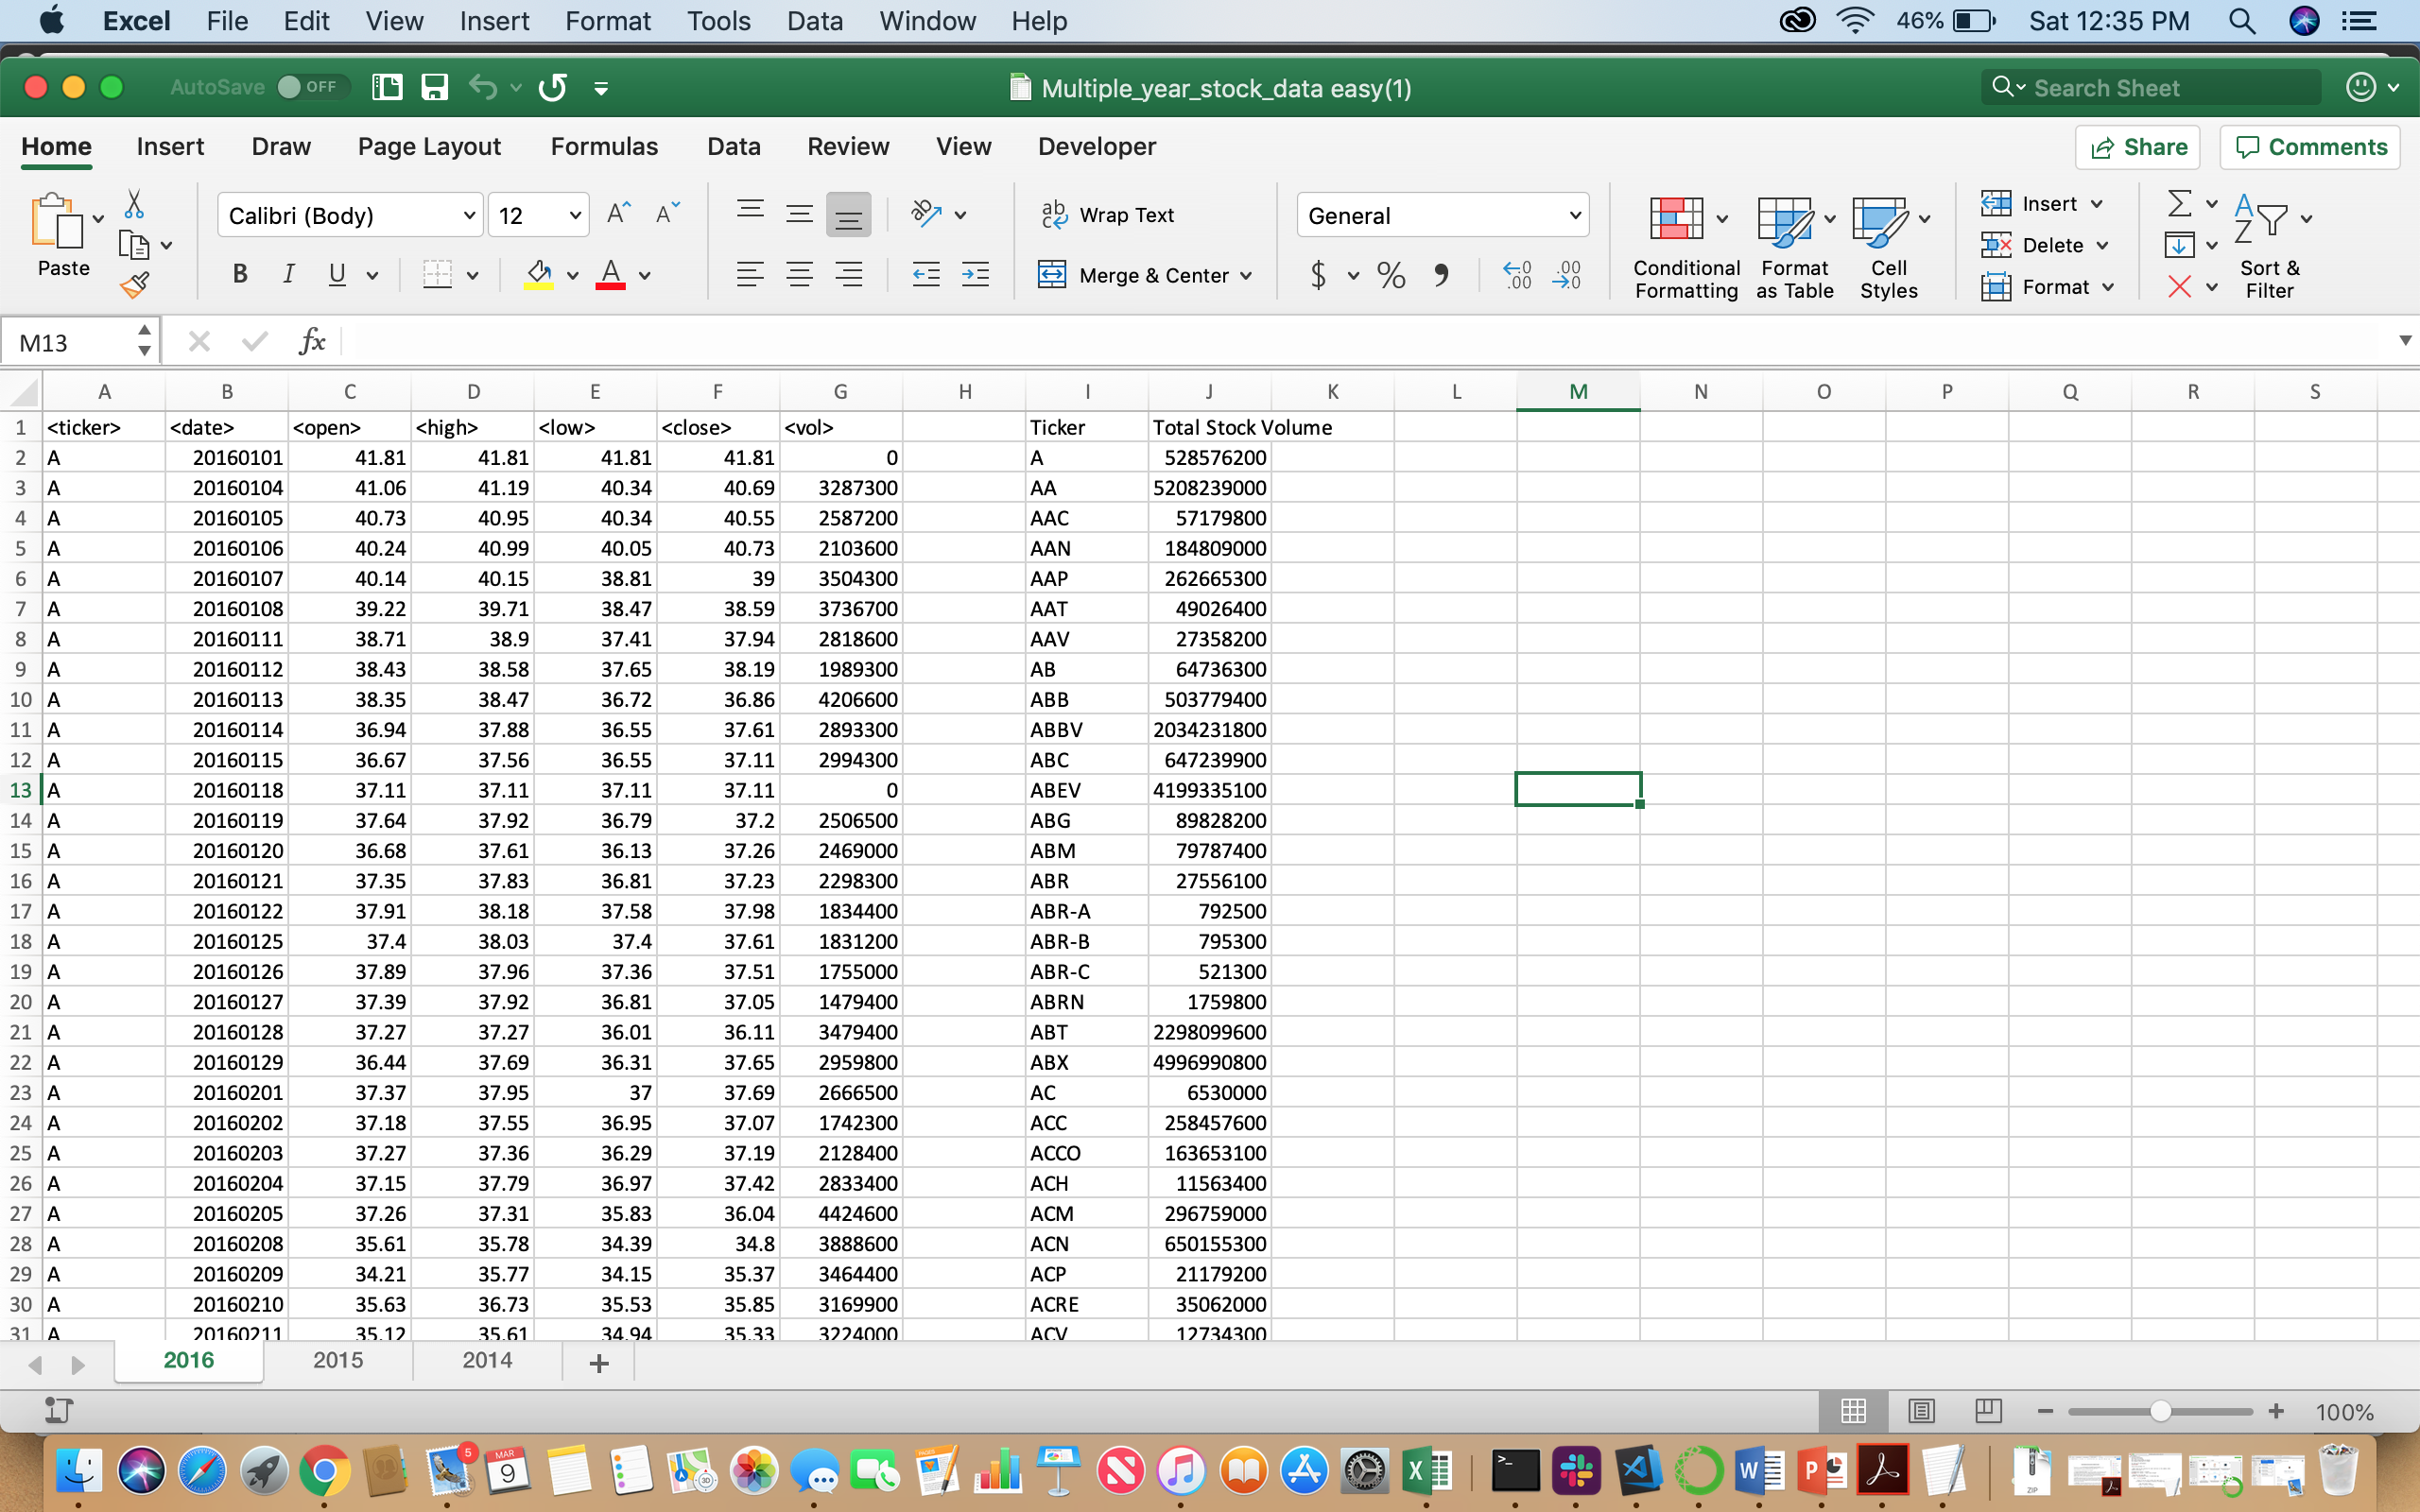 Excel File Edit View Insert Format Tools Data Window Help 46% Sat 12:35 PM
AutoSave OFF Multiple_year_stock_data easy(1) Search Sheet
Home Insert Draw Page Layout Formulas Data Review View Developer Share Comments
Paste Calibri (Body) 12 A A ab c Wrap Text General Conditional Formatting Format as Table Cell Styles Insert Delete Format Sort & Filter
B I U A Merge & Center $ % , .0 .00 .00 .0
M13 fx
A B C D E F G H I J K L M N O P Q R S
1 <ticker> <date> <open> <high> <low> <close> <vol> Ticker Total Stock Volume
2 A 20160101 41.81 41.81 41.81 41.81 0 A 528576200
3 A 20160104 41.06 41.19 40.34 40.69 3287300 AA 5208239000
4 A 20160105 40.73 40.95 40.34 40.55 2587200 AAC 57179800
5 A 20160106 40.24 40.99 40.05 40.73 2103600 AAN 184809000
6 A 20160107 40.14 40.15 38.81 39 3504300 AAP 262665300
7 A 20160108 39.22 39.71 38.47 38.59 3736700 AAT 49026400
8 A 20160111 38.71 38.9 37.41 37.94 2818600 AAV 27358200
9 A 20160112 38.43 38.58 37.65 38.19 1989300 AB 64736300
10 A 20160113 38.35 38.47 36.72 36.86 4206600 ABB 503779400
11 A 20160114 36.94 37.88 36.55 37.61 2893300 ABBV 2034231800
12 A 20160115 36.67 37.56 36.55 37.11 2994300 ABC 647239900
13 A 20160118 37.11 37.11 37.11 37.11 0 ABEV 4199335100
14 A 20160119 37.64 37.92 36.79 37.2 2506500 ABG 89828200
15 A 20160120 36.68 37.61 36.13 37.26 2469000 ABM 79787400
16 A 20160121 37.35 37.83 36.81 37.23 2298300 ABR 27556100
17 A 20160122 37.91 38.18 37.58 37.98 1834400 ABR-A 792500
18 A 20160125 37.4 38.03 37.4 37.61 1831200 ABR-B 795300
19 A 20160126 37.89 37.96 37.36 37.51 1755000 ABR-C 521300
20 A 20160127 37.39 37.92 36.81 37.05 1479400 ABRN 1759800
21 A 20160128 37.27 37.27 36.01 36.11 3479400 ABT 2298099600
22 A 20160129 36.44 37.69 36.31 37.65 2959800 ABX 4996990800
23 A 20160201 37.37 37.95 37 37.69 2666500 AC 6530000
24 A 20160202 37.18 37.55 36.95 37.07 1742300 ACC 258457600
25 A 20160203 37.27 37.36 36.29 37.19 2128400 ACCO 163653100
26 A 20160204 37.15 37.79 36.97 37.42 2833400 ACH 11563400
27 A 20160205 37.26 37.31 35.83 36.04 4424600 ACM 296759000
28 A 20160208 35.61 35.78 34.39 34.8 3888600 ACN 650155300
29 A 20160209 34.21 35.77 34.15 35.37 3464400 ACP 21179200
30 A 20160210 35.63 36.73 35.53 35.85 3169900 ACRE 35062000
31 A 20160211 35.12 35.61 34.94 35.33 3224000 ACV 12734300
2016 2015 2014 +
100%
5 MAR 9 PAGES 3D X >_ W P ZIP